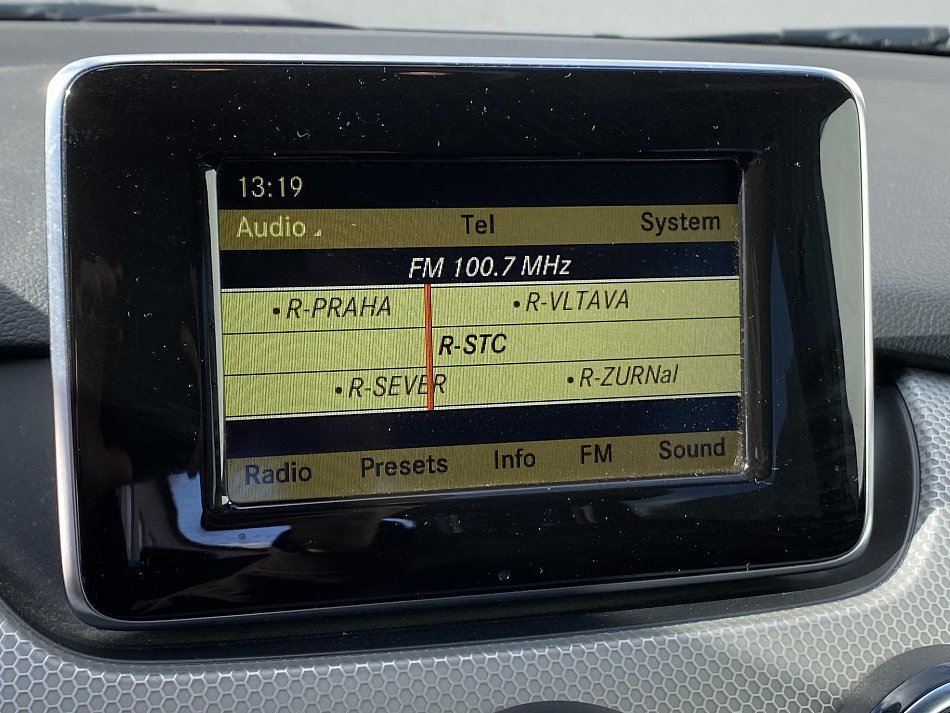 13:19
Audio Tel System
FM 100.7 MHz
•R-PRAHA •R-VLTAVA
R-STC
•R-SEVER •R-ZURNal
Radio Presets Info FM Sound